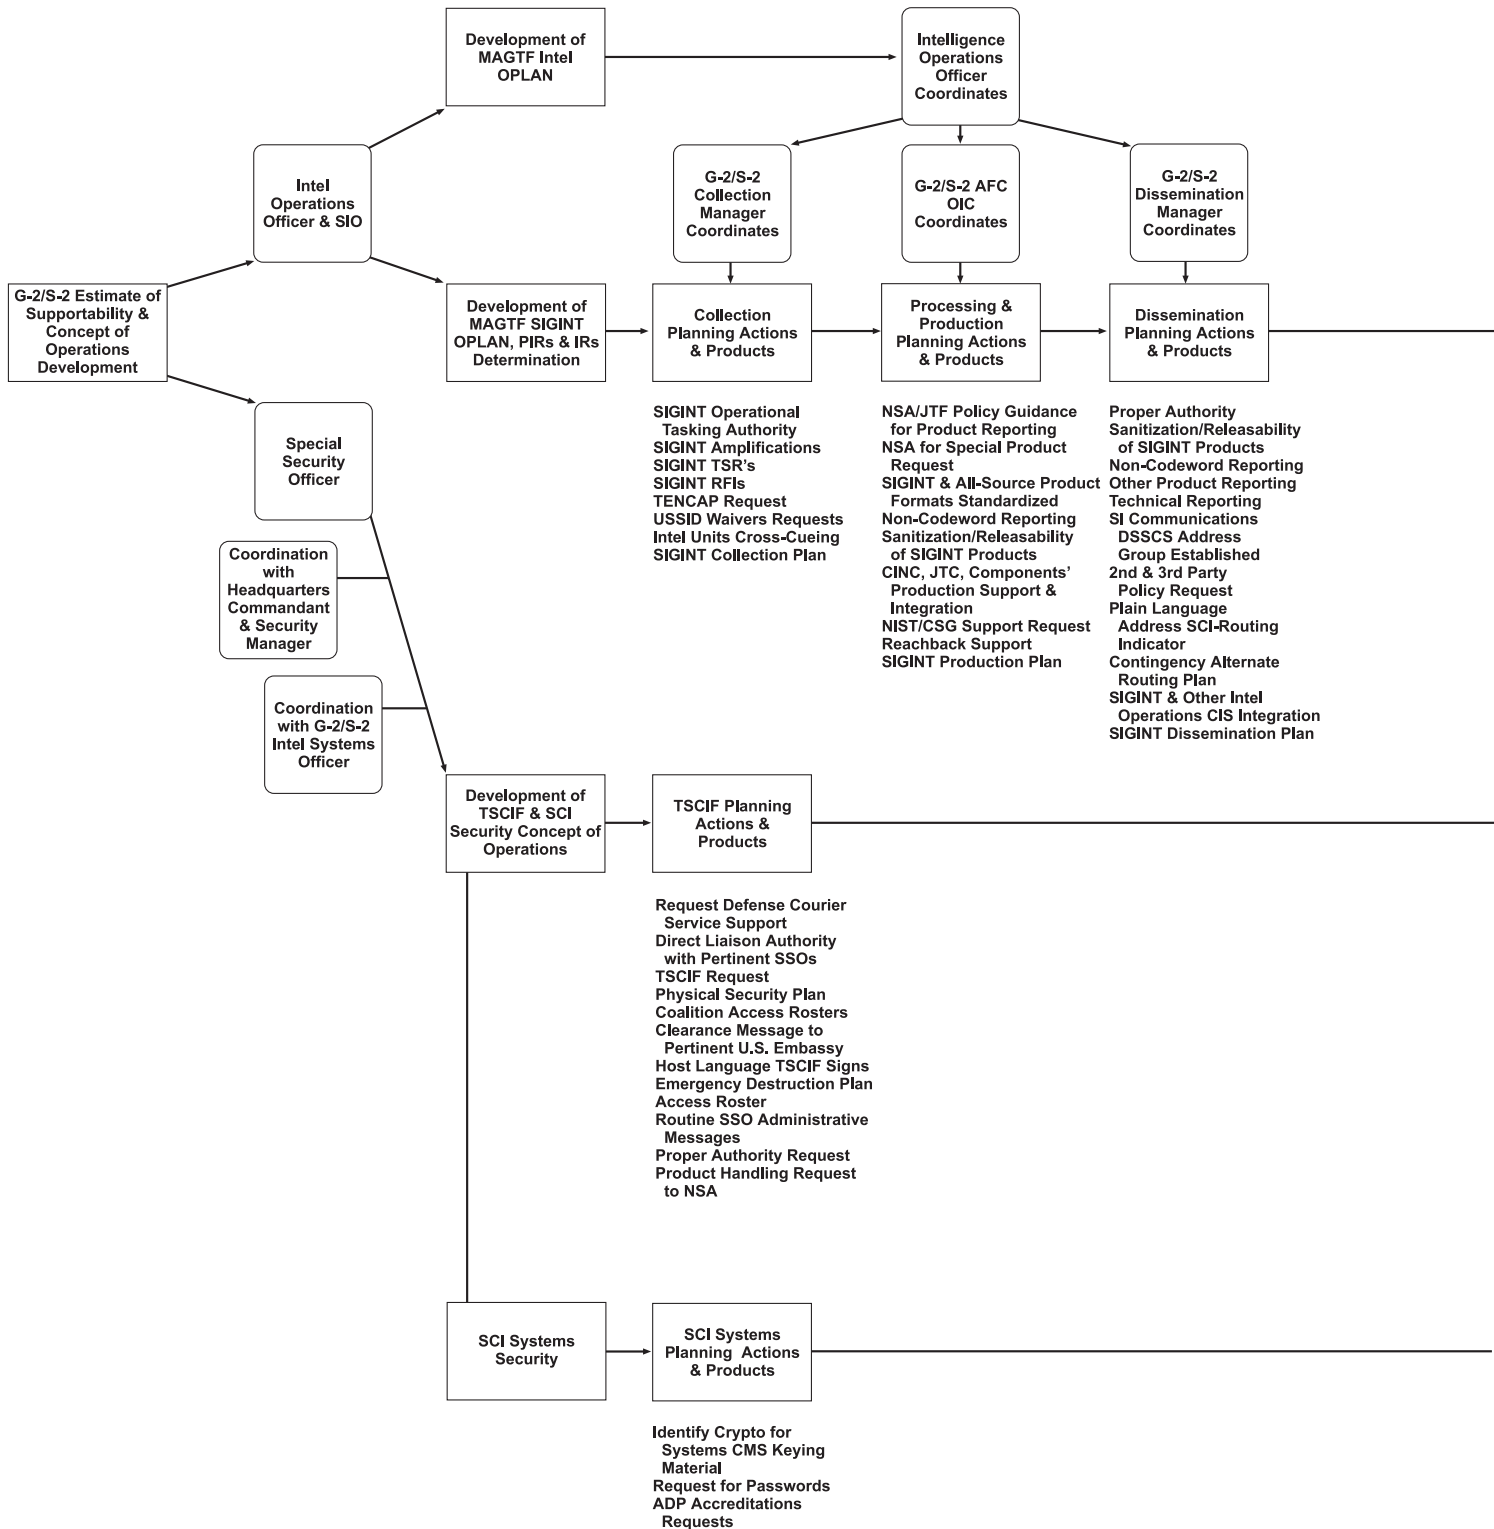 Development of
MAGTF Intel
OPLAN
Intelligence
Operations
Officer
Coordinates
Intel
Operations
Officer & SIO
G-2/S-2
Collection
Manager
Coordinates
G-2/S-2 AFC
OIC
Coordinates
G-2/S-2
Dissemination
Manager
Coordinates
G-2/S-2 Estimate of
Supportability &
Concept of
Operations
Development
Development of
MAGTF SIGINT
OPLAN, PIRs & IRs
Determination
Collection
Planning Actions
& Products
Processing &
Production
Planning Actions
& Products
Dissemination
Planning Actions
& Products
SIGINT Operational
Tasking Authority
SIGINT Amplifications
SIGINT TSR's
SIGINT RFIs
TENCAP Request
USSID Waivers Requests
Intel Units Cross-Cueing
SIGINT Collection Plan
NSA/JTF Policy Guidance
for Product Reporting
NSA for Special Product
Request
SIGINT & All-Source Product
Formats Standardized
Non-Codeword Reporting
Sanitization/Releasability
of SIGINT Products
CINC, JTC, Components'
Production Support &
Integration
NIST/CSG Support Request
Reachback Support
SIGINT Production Plan
Proper Authority
Sanitization/Releasability
of SIGINT Products
Non-Codeword Reporting
Other Product Reporting
Technical Reporting
SI Communications
DSSCS Address
Group Established
2nd & 3rd Party
Policy Request
Plain Language
Address SCI-Routing
Indicator
Contingency Alternate
Routing Plan
SIGINT & Other Intel
Operations CIS Integration
SIGINT Dissemination Plan
Special
Security
Officer
Coordination
with
Headquarters
Commandant
& Security
Manager
Coordination
with G-2/S-2
Intel Systems
Officer
Development of
TSCIF & SCI
Security Concept of
Operations
TSCIF Planning
Actions &
Products
Request Defense Courier
Service Support
Direct Liaison Authority
with Pertinent SSOs
TSCIF Request
Physical Security Plan
Coalition Access Rosters
Clearance Message to
Pertinent U.S. Embassy
Host Language TSCIF Signs
Emergency Destruction Plan
Access Roster
Routine SSO Administrative
Messages
Proper Authority Request
Product Handling Request
to NSA
SCI Systems
Security
SCI Systems
Planning Actions
& Products
Identify Crypto for
Systems CMS Keying
Material
Request for Passwords
ADP Accreditations
Requests